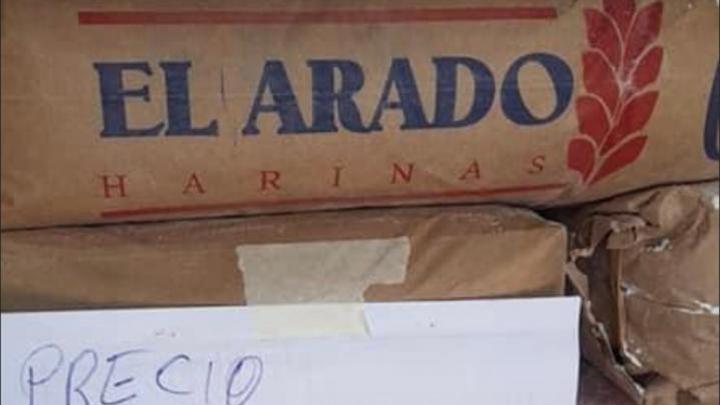 EL ARADO
HARINAS
PRECIO